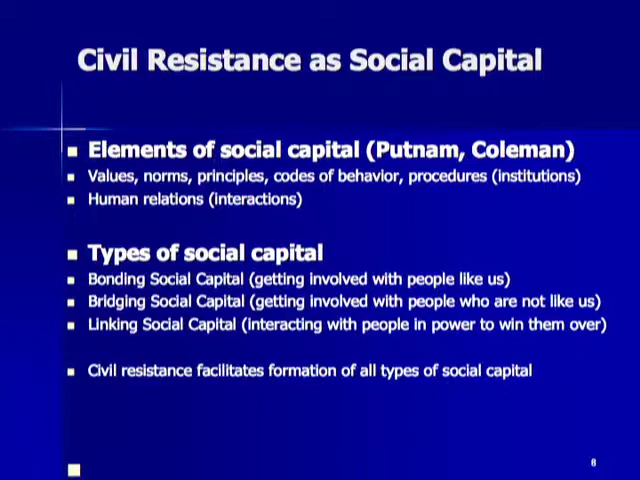 Civil Resistance as Social Capital
Elements of social capital (Putnam, Coleman)
Values, norms, principles, codes of behavior, procedures (institutions)
Human relations (interactions)
Types of social capital
Bonding Social Capital (getting involved with people like us)
Bridging Social Capital (getting involved with people who are not like us)
Linking Social Capital (interacting with people in power to win them over)
Civil resistance facilitates formation of all types of social capital